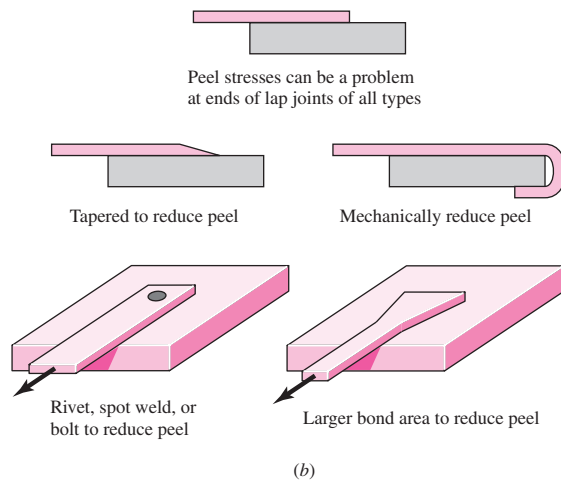 Peel stresses can be a problem
at ends of lap joints of all types
Tapered to reduce peel
Mechanically reduce peel
Rivet, spot weld, or
bolt to reduce peel
Larger bond area to reduce peel
(b)